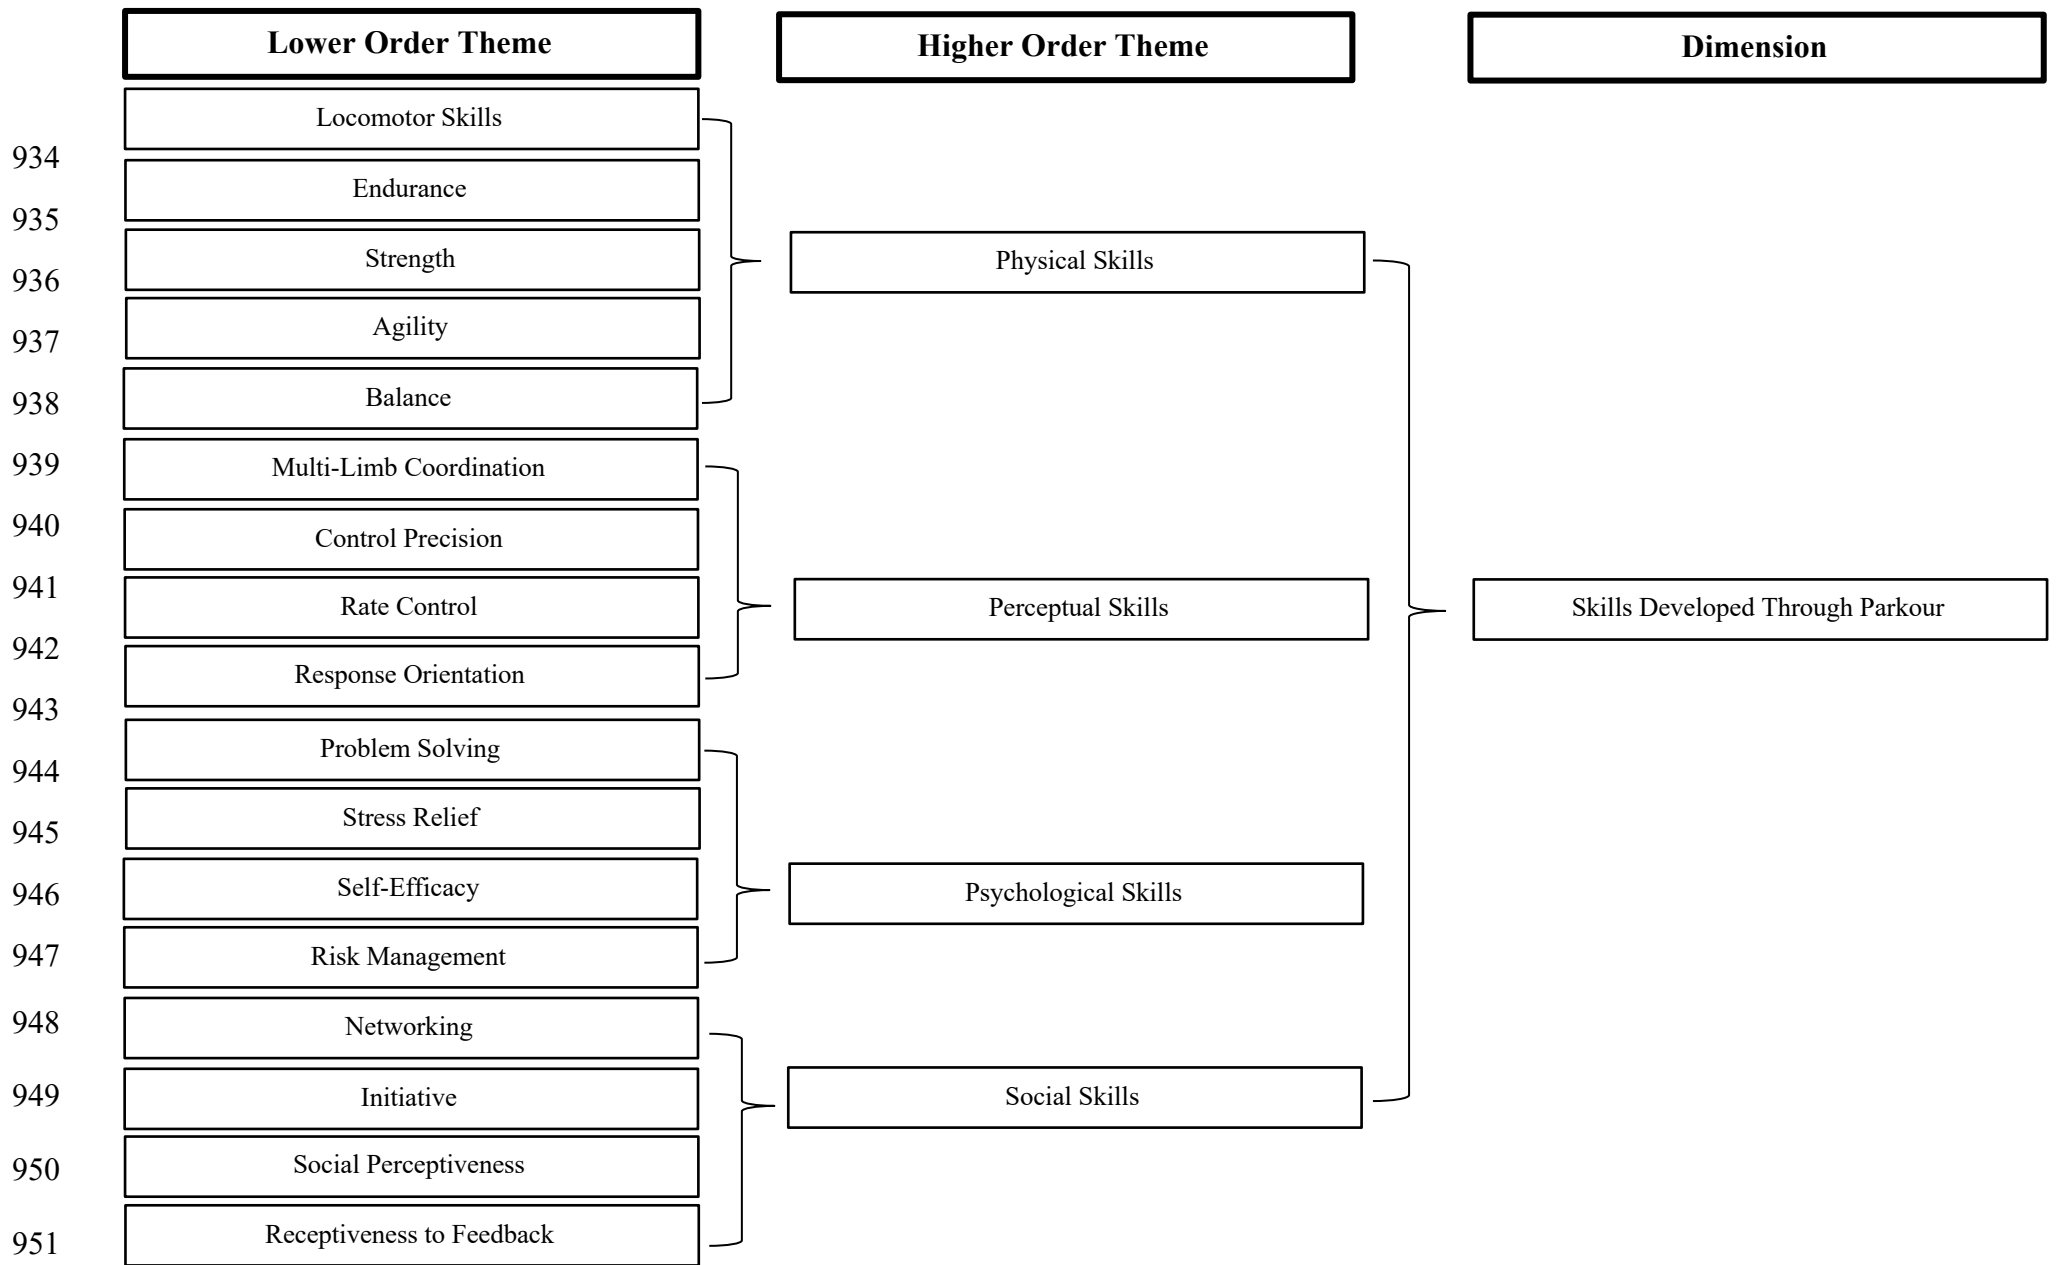 Lower Order Theme
Higher Order Theme
Dimension
Locomotor Skills
934
Endurance
935
Strength
Physical Skills
936
Agility
937
Balance
938
939
Multi-Limb Coordination
940
Control Precision
941
Rate Control
Perceptual Skills
Skills Developed Through Parkour
942
Response Orientation
943
Problem Solving
944
Stress Relief
945
Self-Efficacy
Psychological Skills
946
Risk Management
947
948
Networking
949
Initiative
Social Skills
950
Social Perceptiveness
951
Receptiveness to Feedback